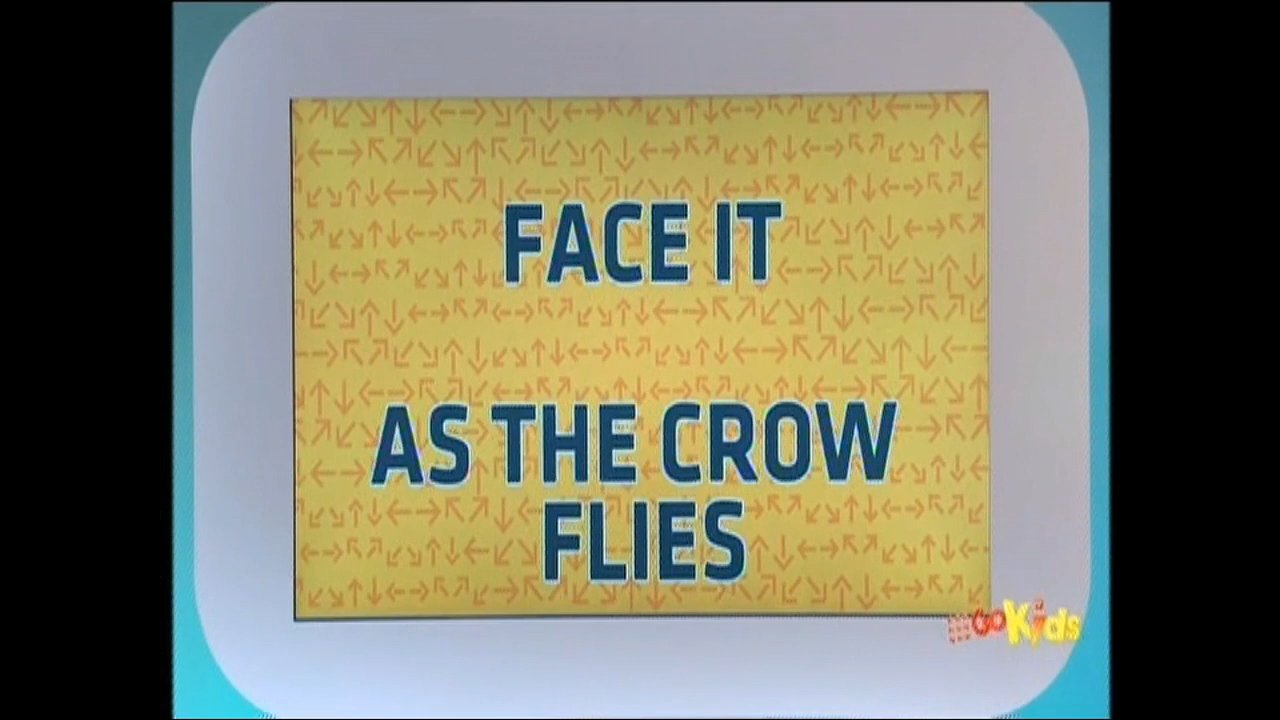 FACE IT
AS THE CROW
FLIES
GoKids